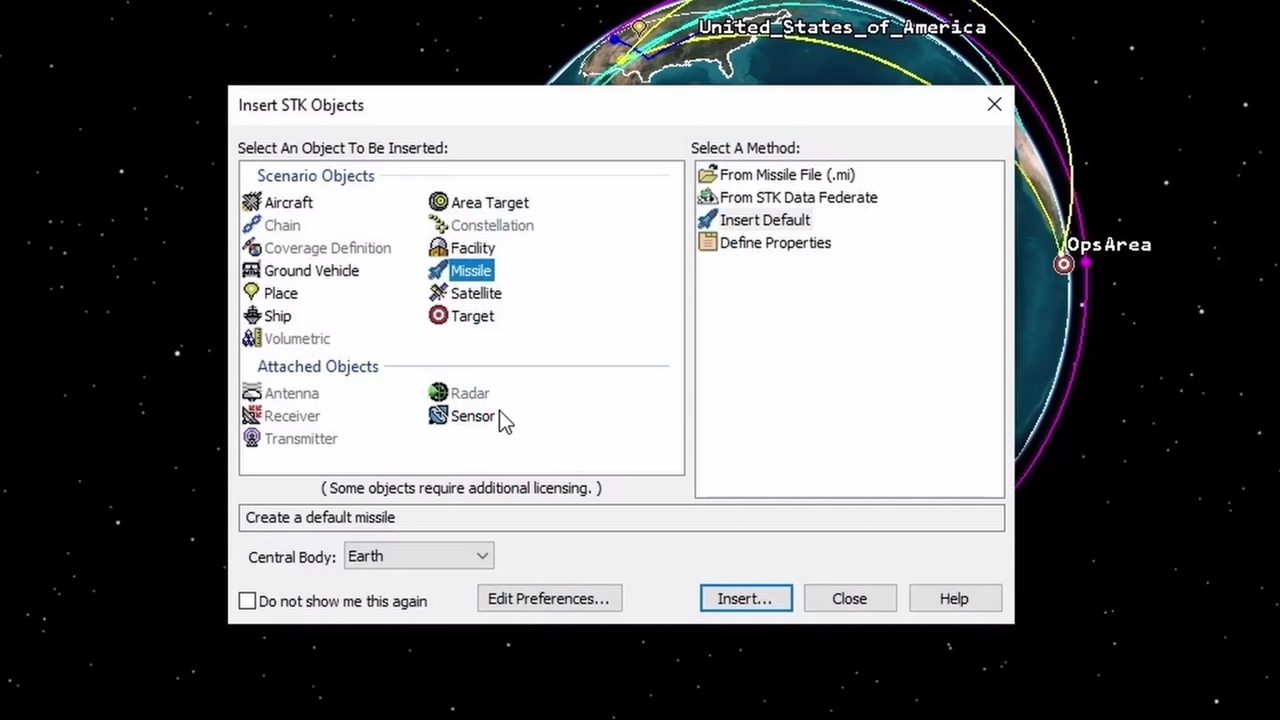 United_States_of_America
OpsArea
Insert STK Objects
Select An Object To Be Inserted:
Scenario Objects
Aircraft
Area Target
Chain
Constellation
Coverage Definition
Facility
Ground Vehicle
Missile
Place
Satellite
Ship
Target
Volumetric
Attached Objects
Antenna
Radar
Receiver
Sensor
Transmitter
( Some objects require additional licensing. )
Select A Method:
From Missile File (.mi)
From STK Data Federate
Insert Default
Define Properties
Create a default missile
Central Body: Earth
Do not show me this again
Edit Preferences...
Insert...
Close
Help